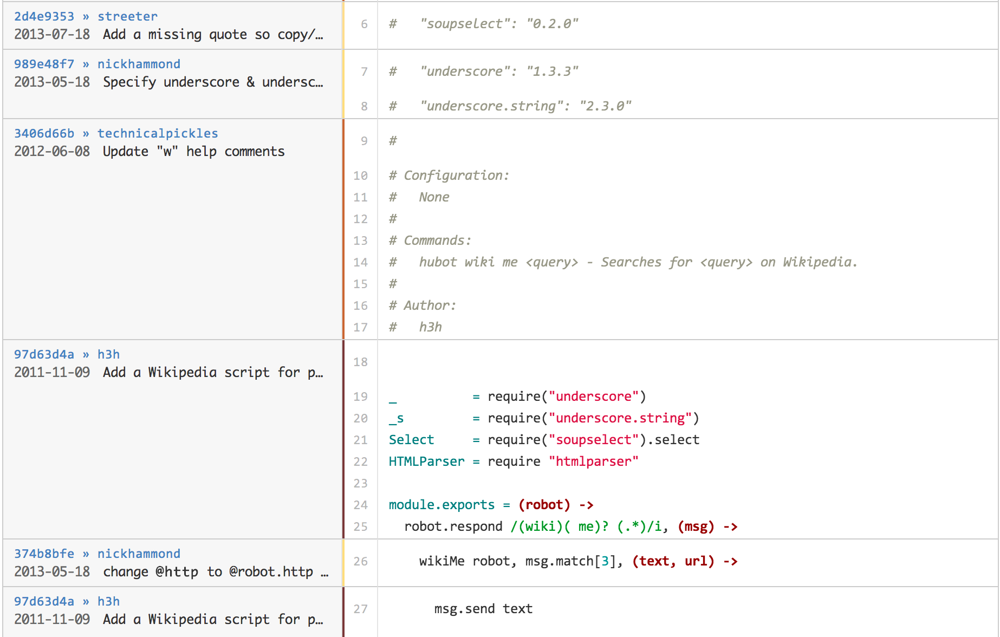 2d4e9353 » streeter
2013-07-18 Add a missing quote so copy/…
6 #   "soupselect": "0.2.0"
989e48f7 » nickhammond
2013-05-18 Specify underscore & undersc…
7 #   "underscore": "1.3.3"
8 #   "underscore.string": "2.3.0"
3406d66b » technicalpickles
2012-06-08 Update "w" help comments
9 #
10 # Configuration:
11 #   None
12 #
13 # Commands:
14 #   hubot wiki me <query> - Searches for <query> on Wikipedia.
15 #
16 # Author:
17 #   h3h
97d63d4a » h3h
2011-11-09 Add a Wikipedia script for p…
18
19 _          = require("underscore")
20 _s         = require("underscore.string")
21 Select     = require("soupselect").select
22 HTMLParser = require "htmlparser"
23
24 module.exports = (robot) ->
25   robot.respond /(wiki)( me)? (.*)/i, (msg) ->
374b8bfe » nickhammond
2013-05-18 change @http to @robot.http …
26     wikiMe robot, msg.match[3], (text, url) ->
97d63d4a » h3h
2011-11-09 Add a Wikipedia script for p…
27       msg.send text